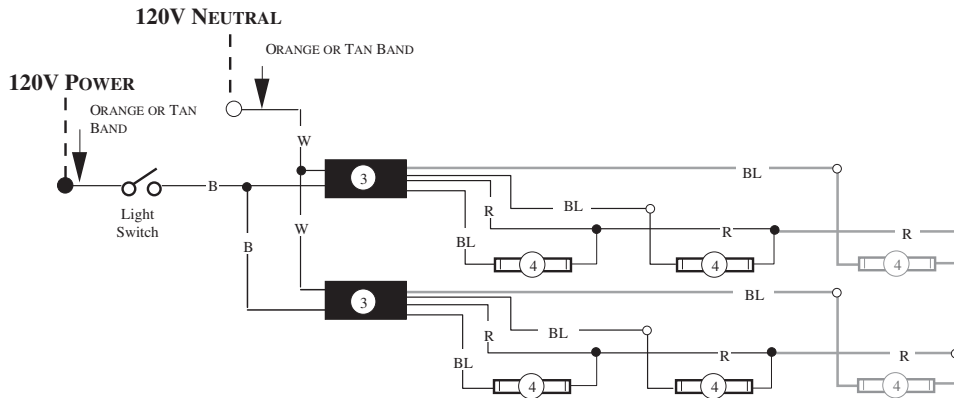 120V NEUTRAL
ORANGE OR TAN BAND
120V POWER
ORANGE OR TAN
BAND
W
3
BL
B
R
BL
R
R
Light
Switch
W
BL
B
4
4
4
3
BL
R
BL
R
R
BL
4
4
4